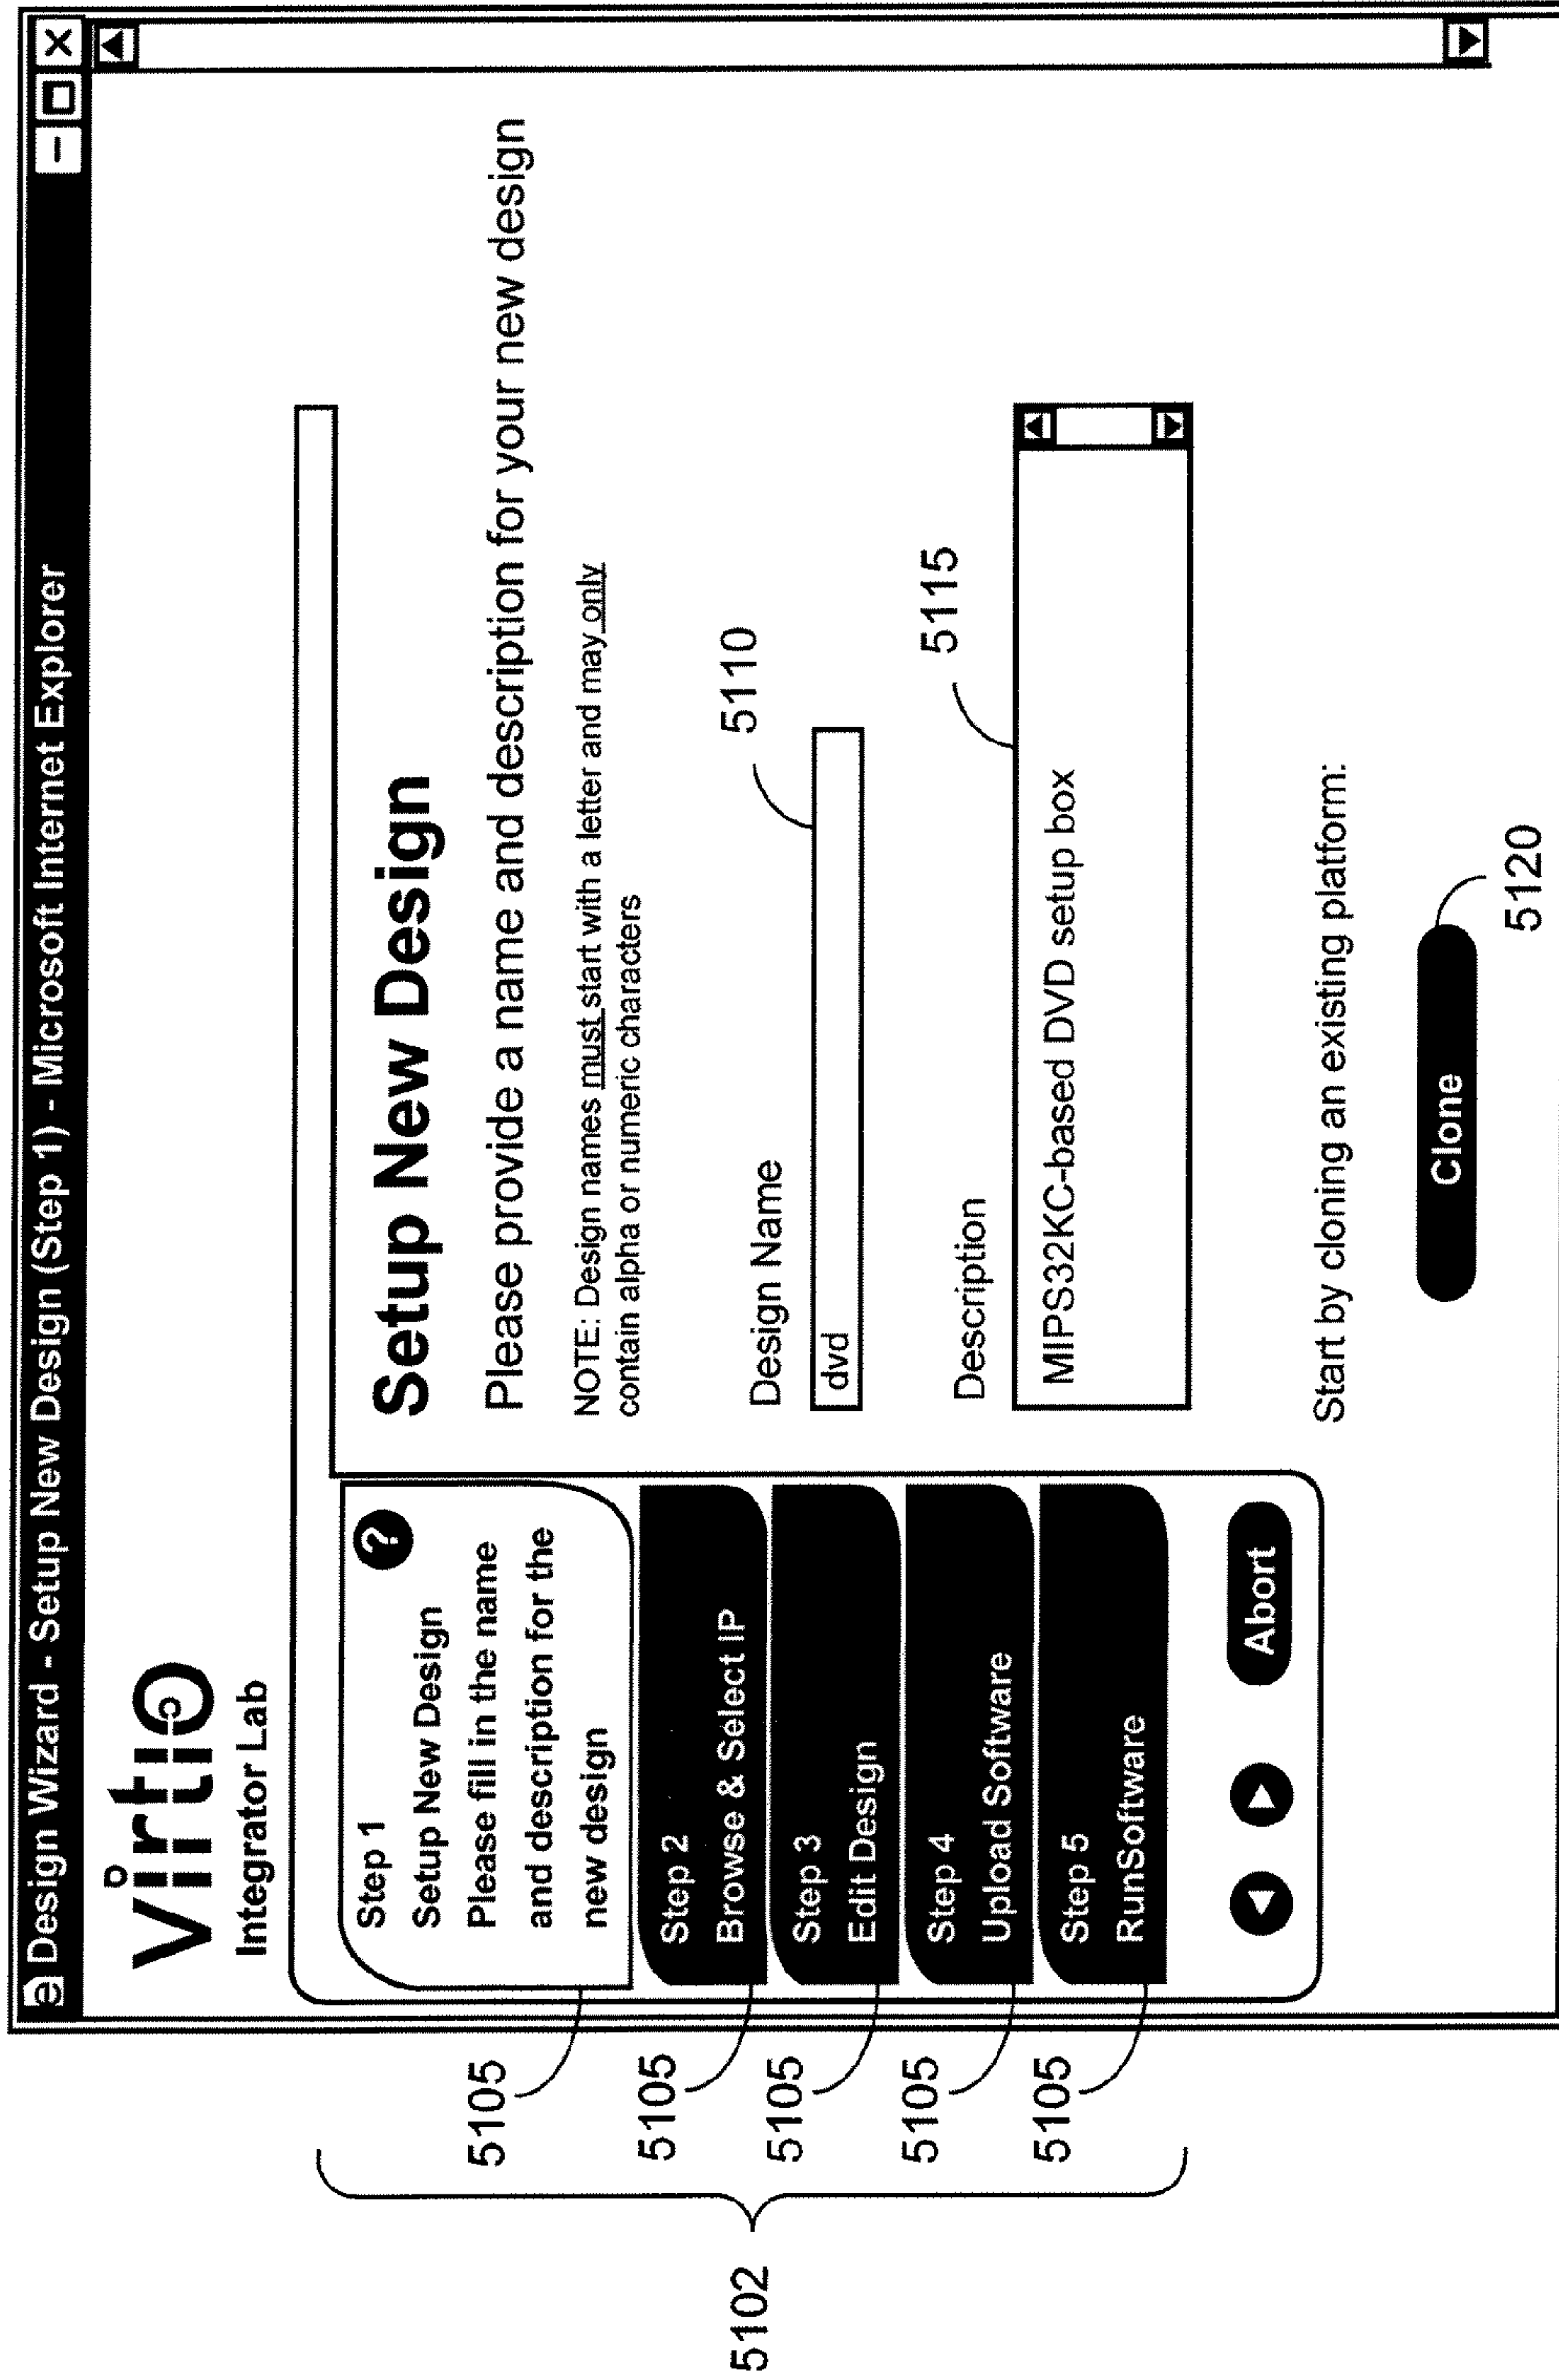 Design Wizard - Setup New Design (Step 1) - Microsoft Internet Explorer
virtio
Integrator Lab
Step 1
Setup New Design
Please fill in the name
and description for the
new design
?
Step 2
Browse & Select IP
Step 3
Edit Design
Step 4
Upload Software
Step 5
RunSoftware
Abort
Setup New Design
Please provide a name and description for your new design
NOTE: Design names must start with a letter and may only
contain alpha or numeric characters
Design Name
dvd
Description
MIPS32KC-based DVD setup box
Start by cloning an existing platform:
Clone
5102
5105
5105
5105
5105
5105
5110
5115
5120